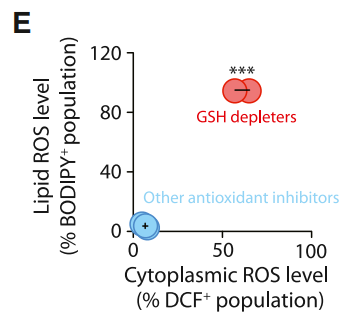 E
Lipid ROS level
(% BODIPY⁺ population)
120
80
40
0
***
GSH depleters
Other antioxidant inhibitors
0
50
100
Cytoplasmic ROS level
(% DCF⁺ population)